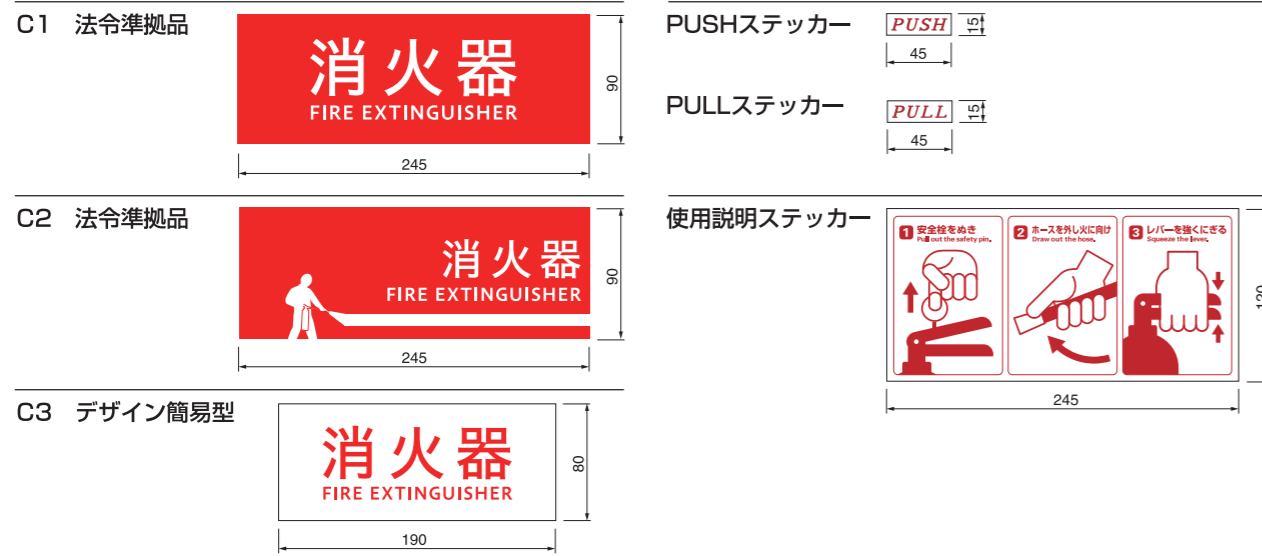 C1 法令準拠品
消火器
FIRE EXTINGUISHER
90
245
C2 法令準拠品
消火器
FIRE EXTINGUISHER
90
245
C3 デザイン簡易型
消火器
FIRE EXTINGUISHER
80
190
PUSHステッカー
PUSH
15
45
PULLステッカー
PULL
15
45
使用説明ステッカー
1 安全栓をぬき
Pull out the safety pin.
2 ホースを外し火に向け
Draw out the hose.
3 レバーを強くにぎる
Squeeze the lever.
245